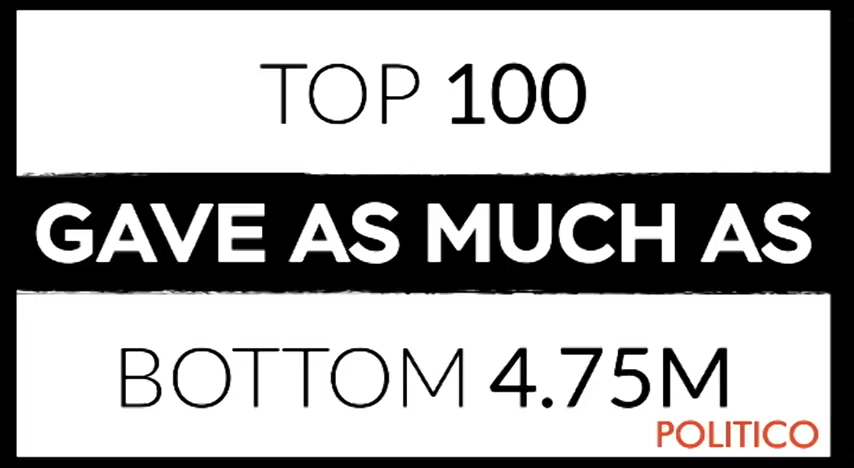 TOP 100
GAVE AS MUCH AS
BOTTOM 4.75M
POLITICO